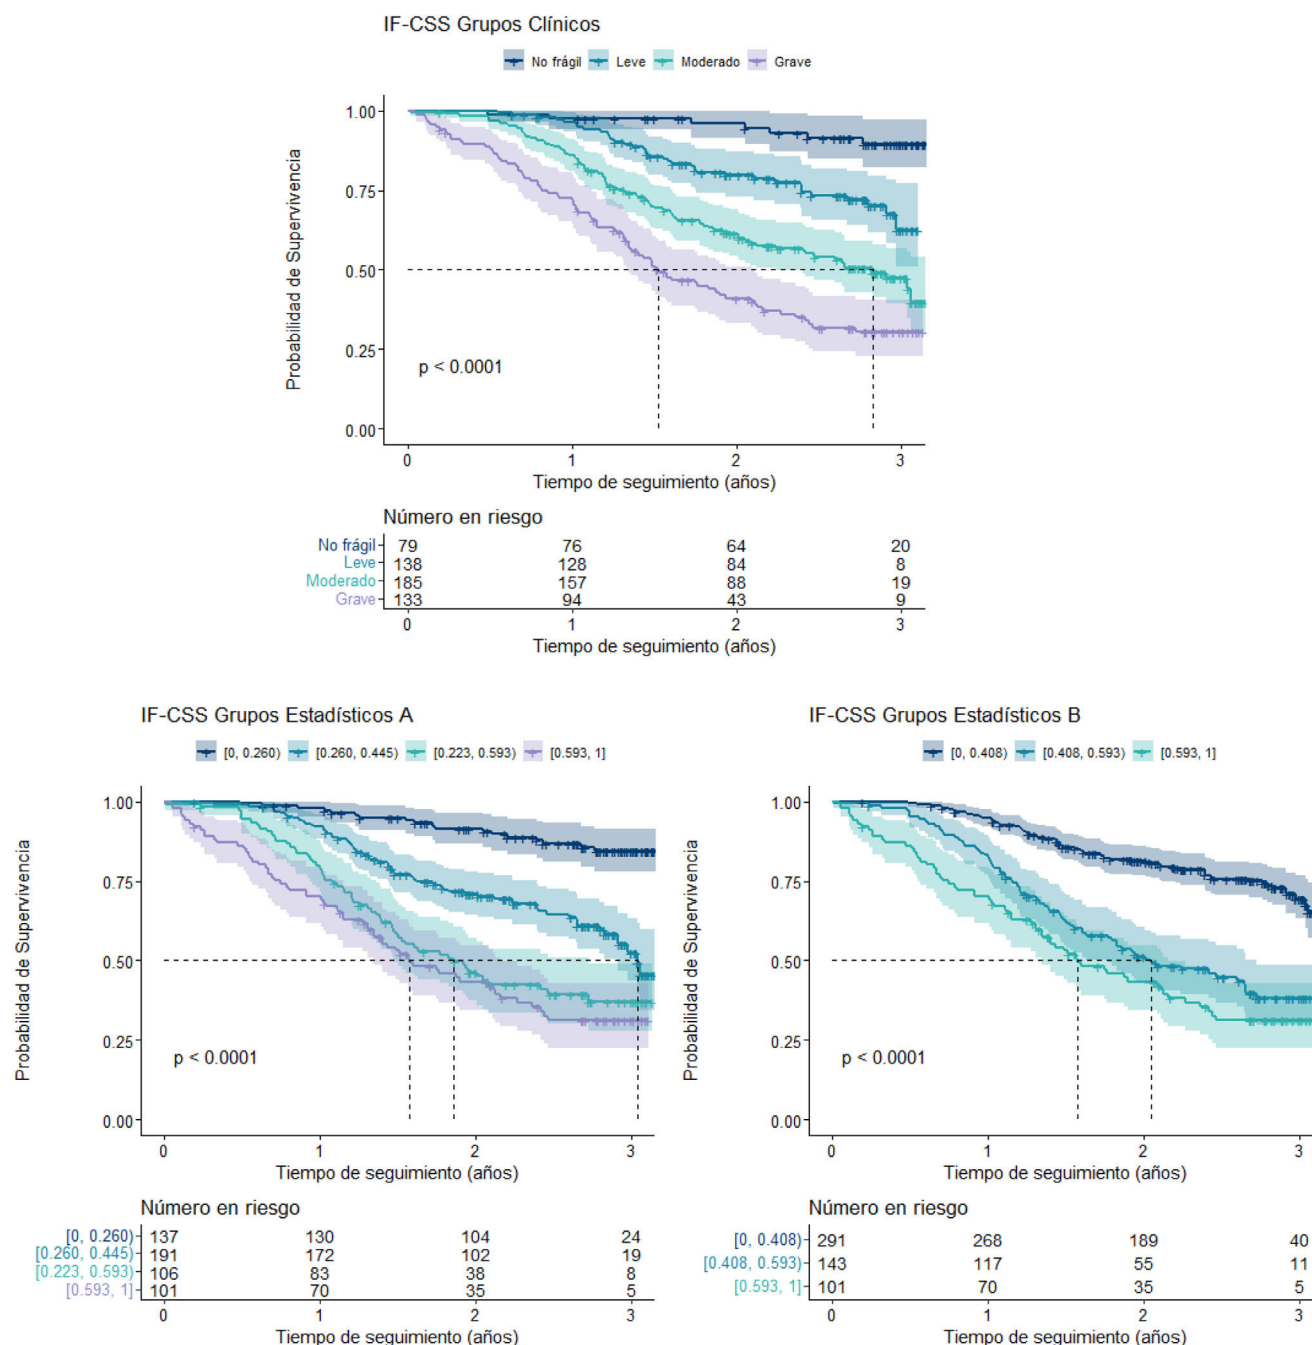 IF-CSS Grupos Clínicos
No frágil Leve Moderado Grave
Probabilidad de Supervivencia
1.00
0.75
0.50
0.25
0.00
p < 0.0001
0 1 2 3
Tiempo de seguimiento (años)
Número en riesgo
No frágil 79 76 64 20
Leve 138 128 84 8
Moderado 185 157 88 19
Grave 133 94 43 9
0 1 2 3
Tiempo de seguimiento (años)
IF-CSS Grupos Estadísticos A
[0, 0.260) [0.260, 0.445) [0.223, 0.593) [0.593, 1]
Probabilidad de Supervivencia
1.00
0.75
0.50
0.25
0.00
p < 0.0001
0 1 2 3
Tiempo de seguimiento (años)
Número en riesgo
[0, 0.260) 137 130 104 24
[0.260, 0.445) 191 172 102 19
[0.223, 0.593) 106 83 38 8
[0.593, 1] 101 70 35 5
0 1 2 3
Tiempo de seguimiento (años)
IF-CSS Grupos Estadísticos B
[0, 0.408) [0.408, 0.593) [0.593, 1]
Probabilidad de Supervivencia
1.00
0.75
0.50
0.25
0.00
p < 0.0001
0 1 2 3
Tiempo de seguimiento (años)
Número en riesgo
[0, 0.408) 291 268 189 40
[0.408, 0.593) 143 117 55 11
[0.593, 1] 101 70 35 5
0 1 2 3
Tiempo de seguimiento (años)